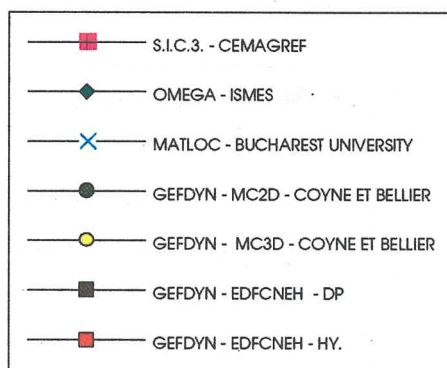 S.I.C.3. - CEMAGREF
OMEGA - ISMES
MATLOC - BUCHAREST UNIVERSITY
GEFDYN - MC2D - COYNE ET BELLIER
GEFDYN - MC3D - COYNE ET BELLIER
GEFDYN - EDFCNEH - DP
GEFDYN - EDFCNEH - HY.